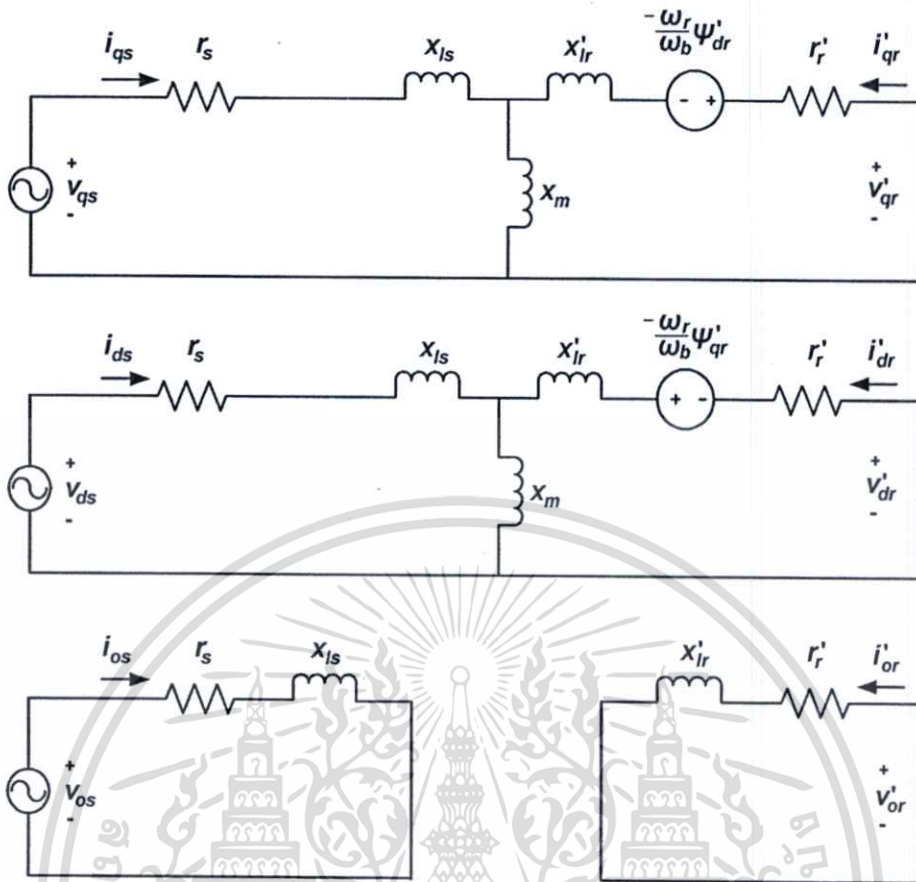 i_qs r_s x_ls x'_lr -ω_r/ω_b ψ'_dr r'_r i'_qr
+ v_qs - x_m - + + v'_qr -
i_ds r_s x_ls x'_lr -ω_r/ω_b ψ'_qr r'_r i'_dr
+ v_ds - x_m + - + v'_dr -
i_os r_s x_ls x'_lr r'_r i'_or
+ v_os - + v'_or -